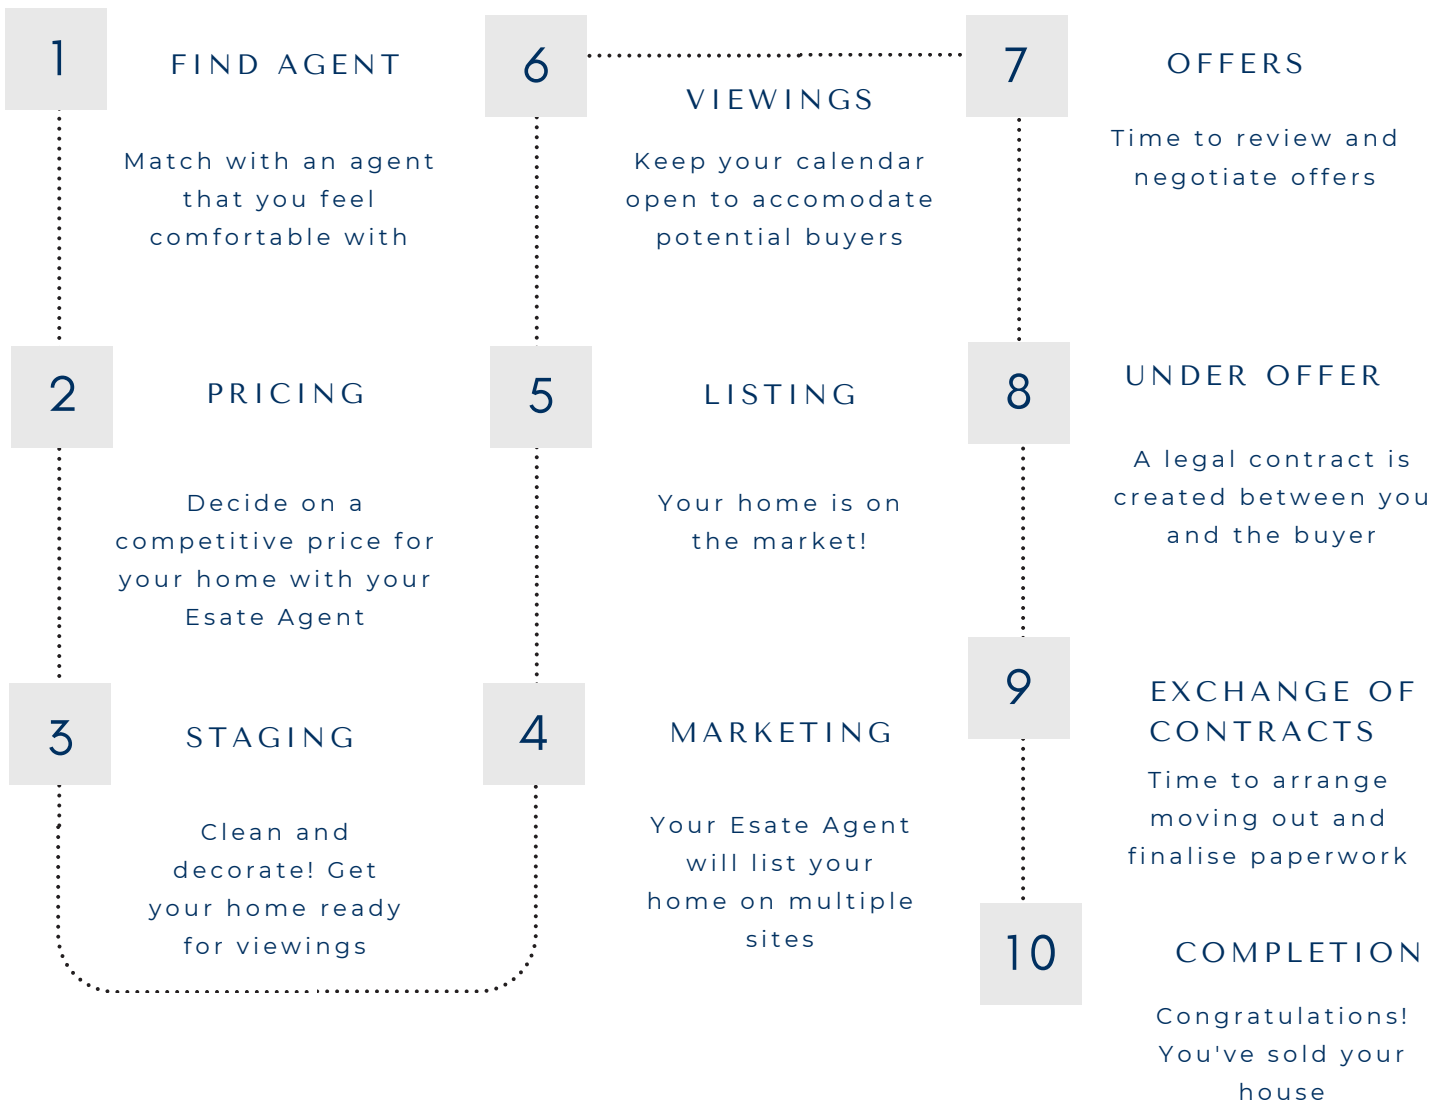 1
FIND AGENT
Match with an agent
that you feel
comfortable with
2
PRICING
Decide on a
competitive price for
your home with your
Esate Agent
3
STAGING
Clean and
decorate! Get
your home ready
for viewings
4
MARKETING
Your Esate Agent
will list your
home on multiple
sites
5
LISTING
Your home is on
the market!
6
VIEWINGS
Keep your calendar
open to accomodate
potential buyers
7
OFFERS
Time to review and
negotiate offers
8
UNDER OFFER
A legal contract is
created between you
and the buyer
9
EXCHANGE OF
CONTRACTS
Time to arrange
moving out and
finalise paperwork
10
COMPLETION
Congratulations!
You've sold your
house